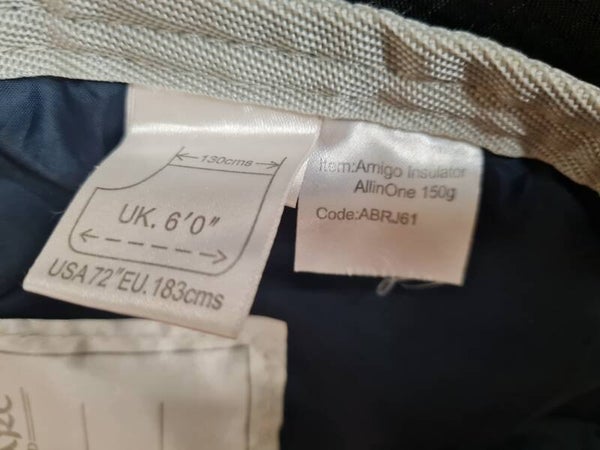 130cms
UK. 6'0"
USA 72" EU. 183cms
Item:Amigo Insulator
AllinOne 150g
Code:ABRJ61